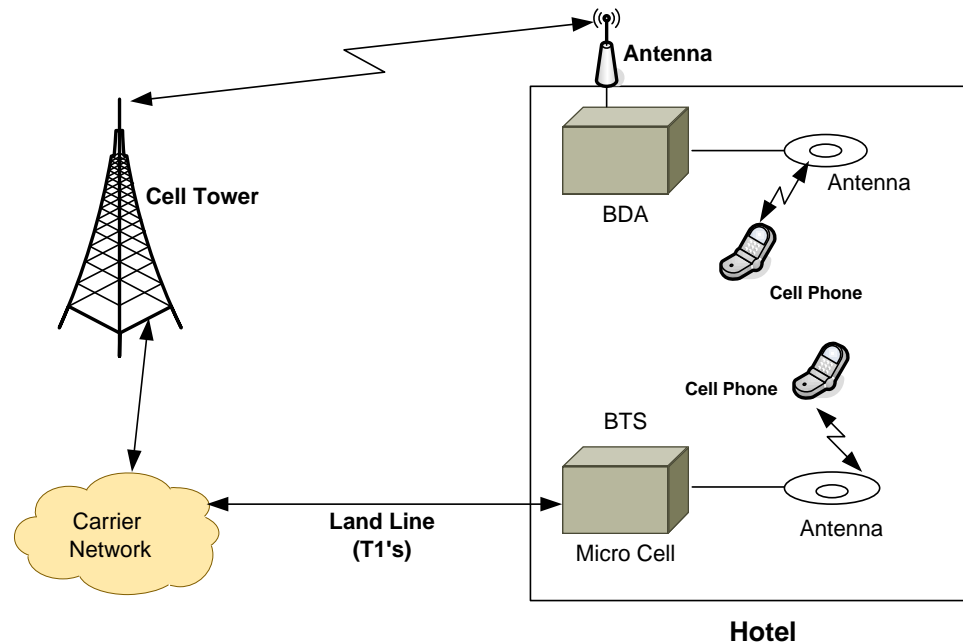 Antenna
Cell Tower
BDA
Antenna
Cell Phone
Cell Phone
BTS
Carrier
Network
Land Line
(T1's)
Micro Cell
Antenna
Hotel